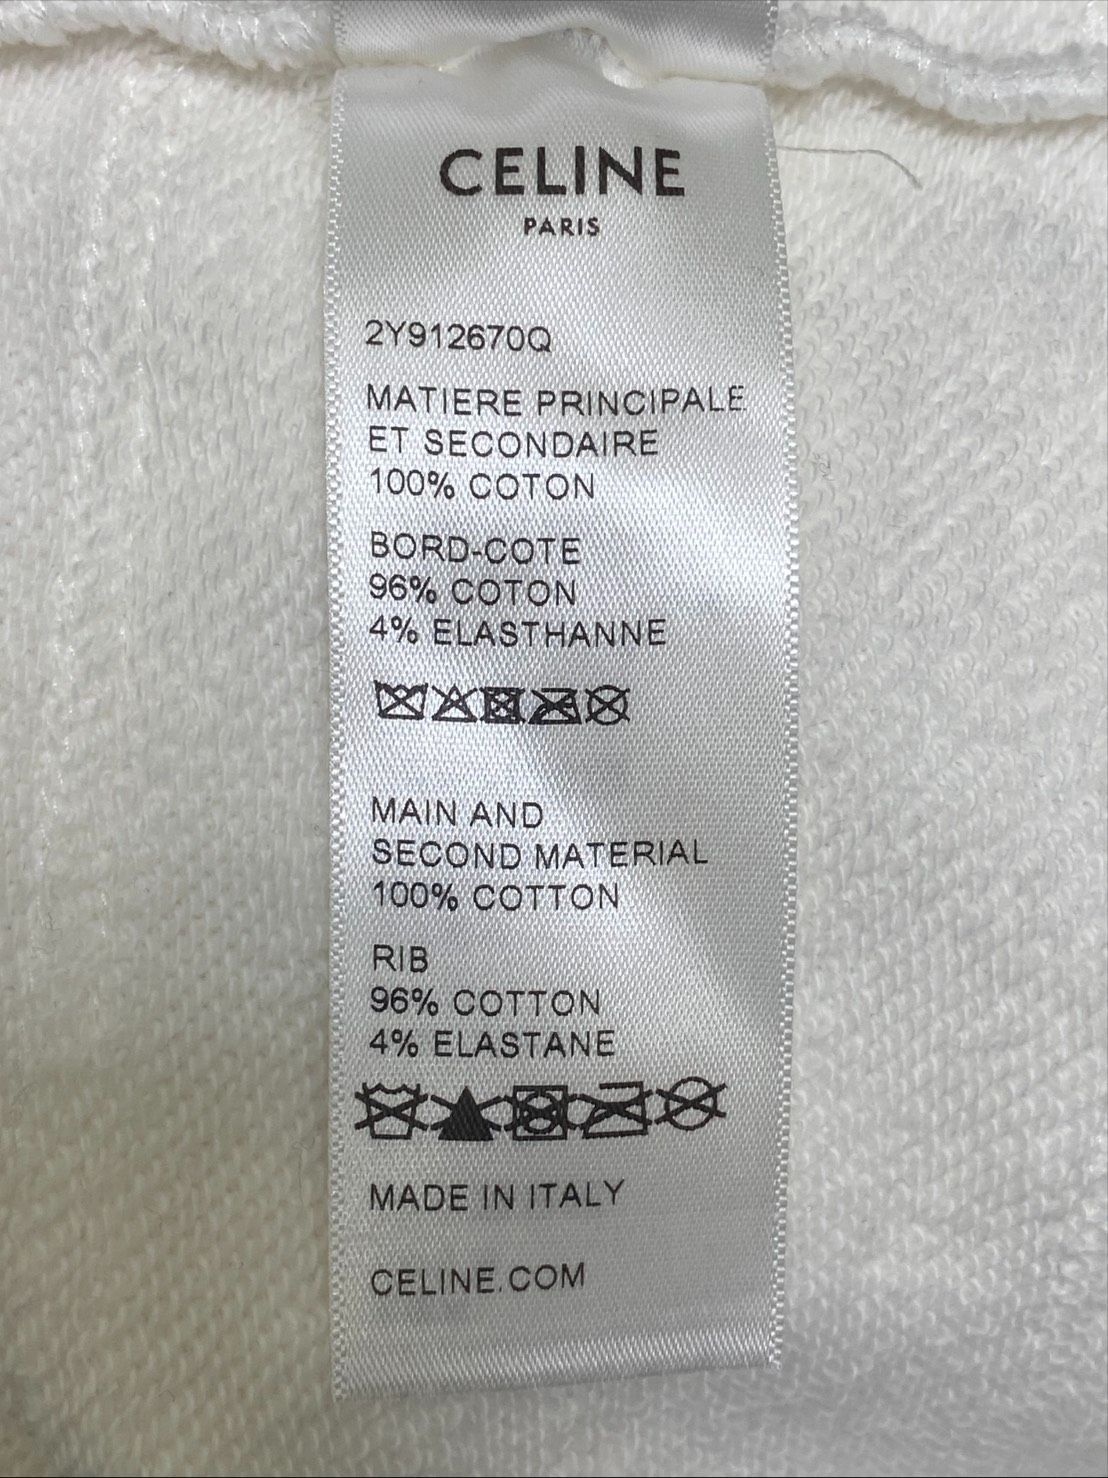 CELINE
PARIS
2Y912670Q
MATIERE PRINCIPALE
ET SECONDAIRE
100% COTON
BORD-COTE
96% COTON
4% ELASTHANNE
MAIN AND
SECOND MATERIAL
100% COTTON
RIB
96% COTTON
4% ELASTANE
MADE IN ITALY
CELINE.COM